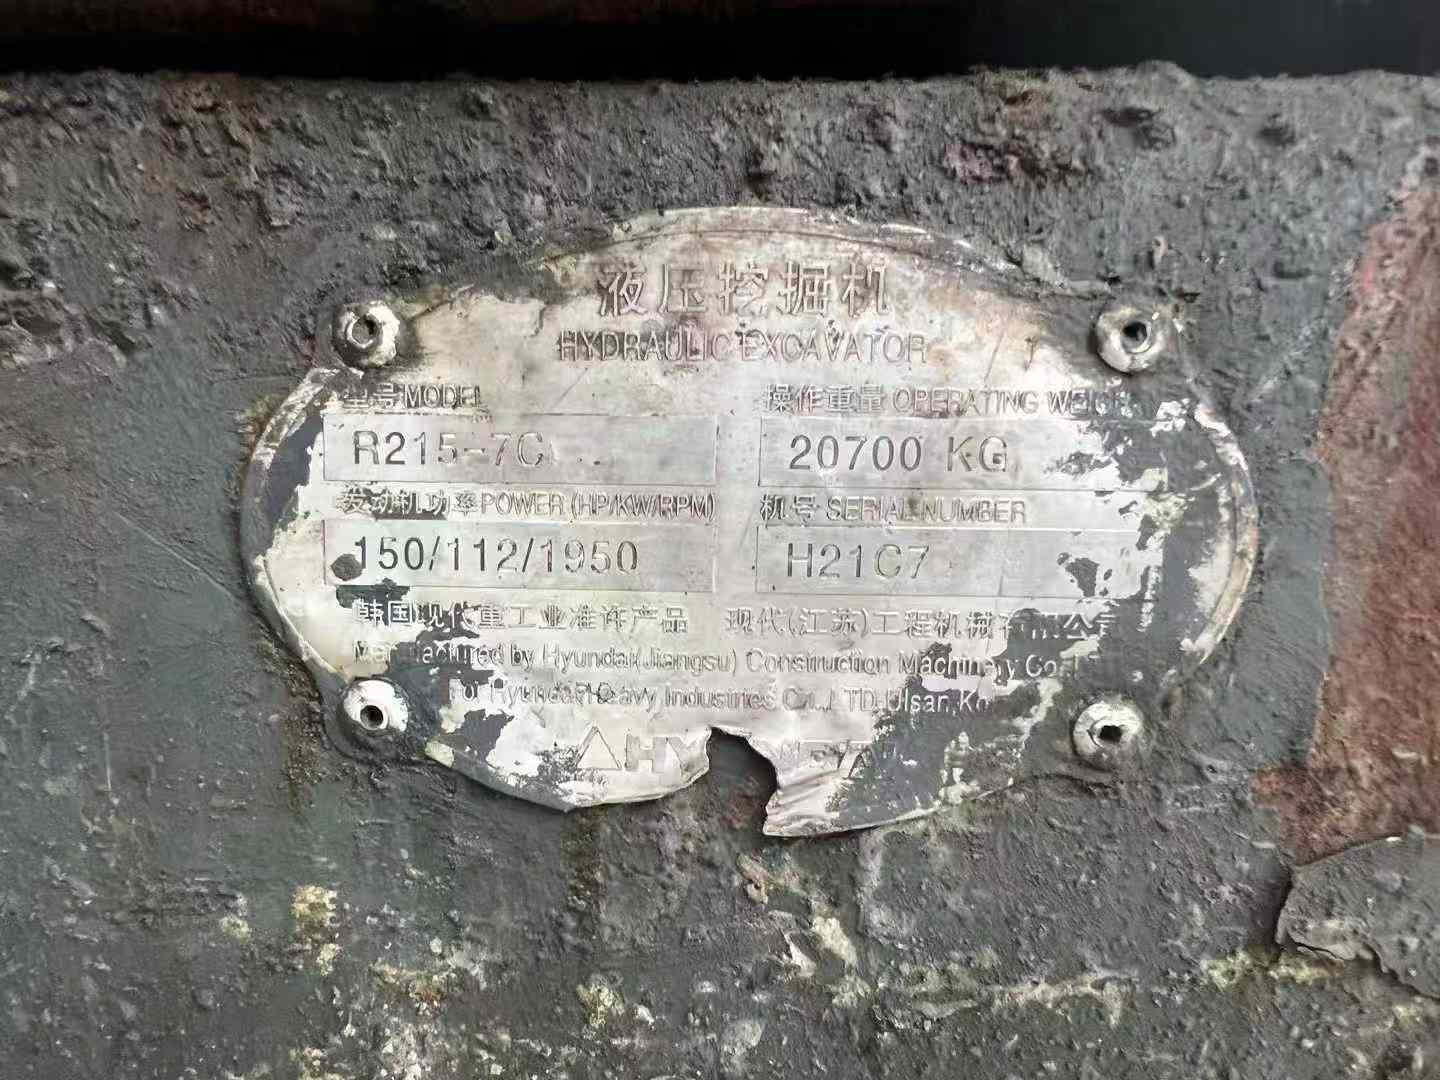 液压挖掘机
HYDRAULIC EXCAVATOR
型号 MODEL 操作重量 OPERATING WEIGH
R215-7C 20700 KG
发动机功率 POWER (HP/KW/RPM) 机号 SERIAL NUMBER
150/112/1950 H21C7
韩国现代重工业准许产品 现代(江苏)工程机械有限公司
Manufactured by Hyundai(Jiangsu) Construction Machinery Co.
For Hyundai Heavy Industries Co., LTD. Ulsan, Ko
HY